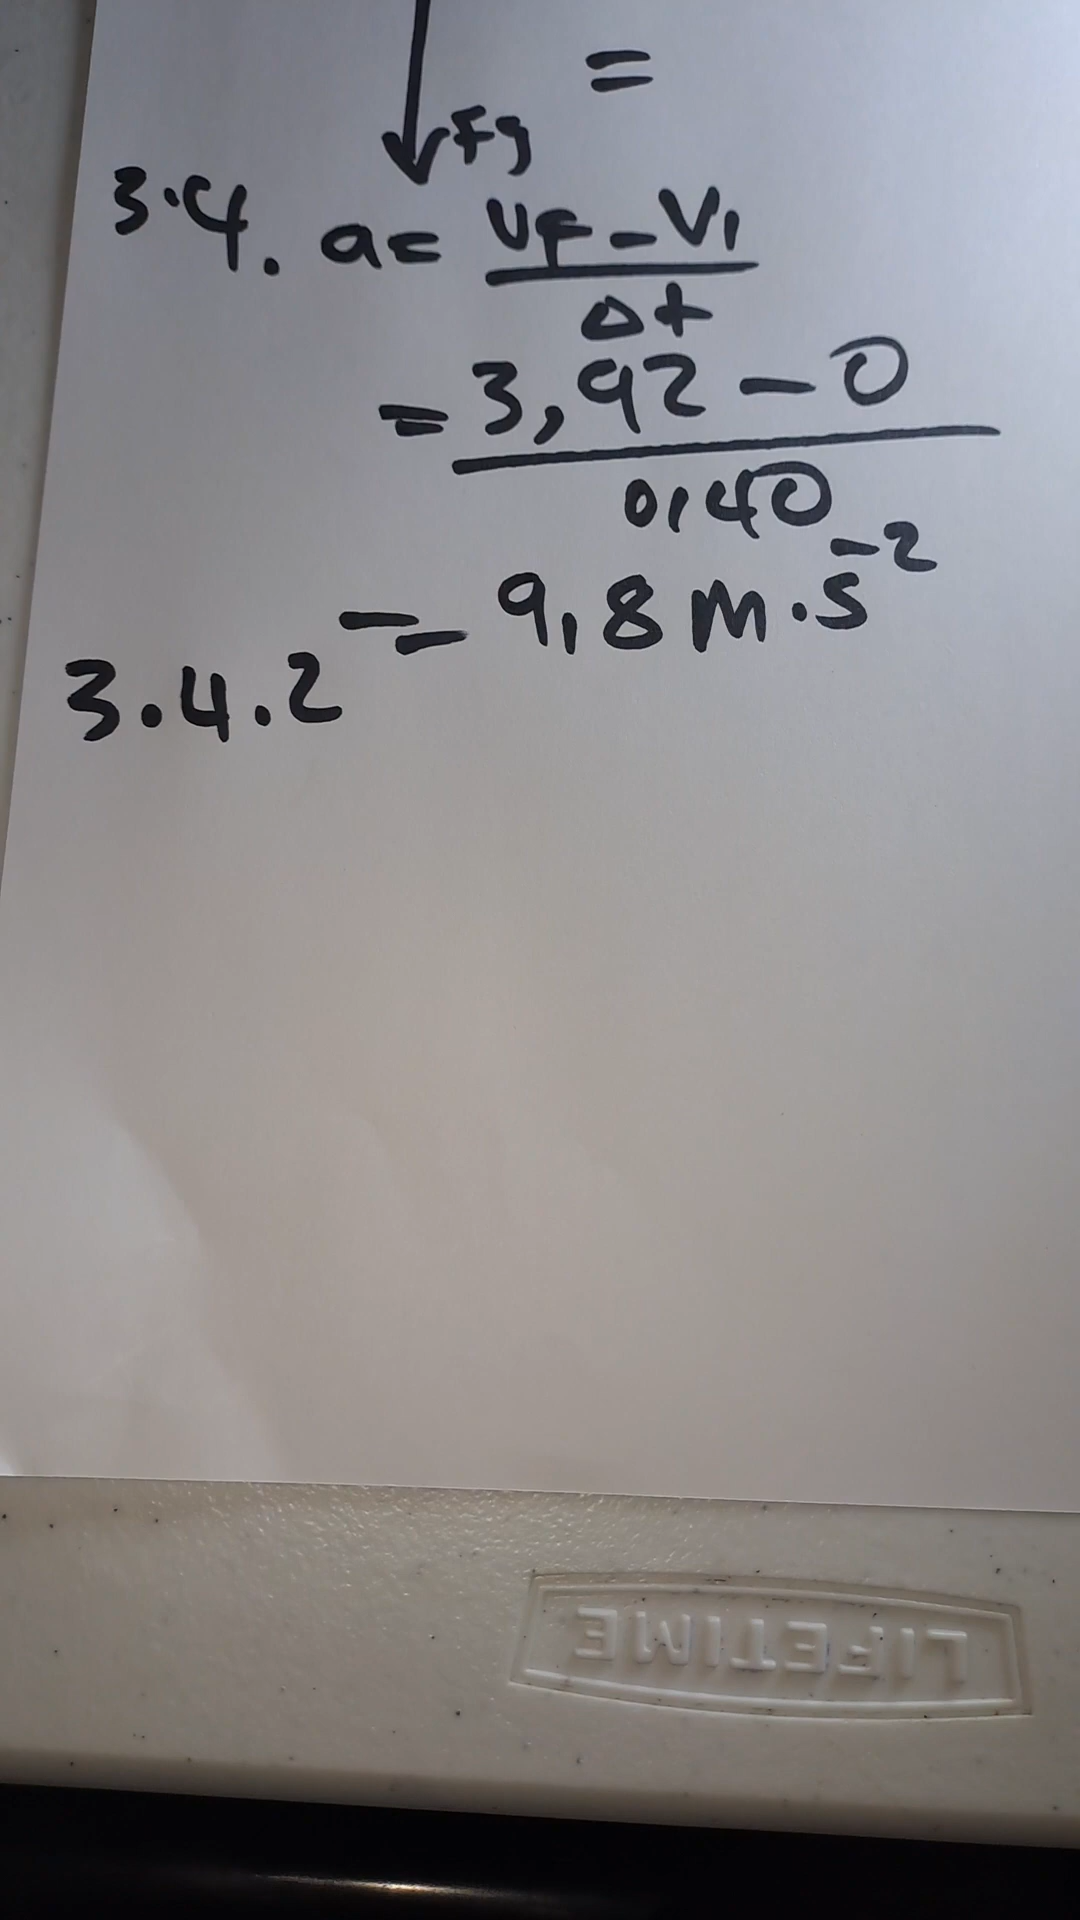 =
Fg
3.4. a = VF - Vi
Δt
= 3,92 - 0
0,40
= 9,8 m.s-2
3.4.2
LIFETIME